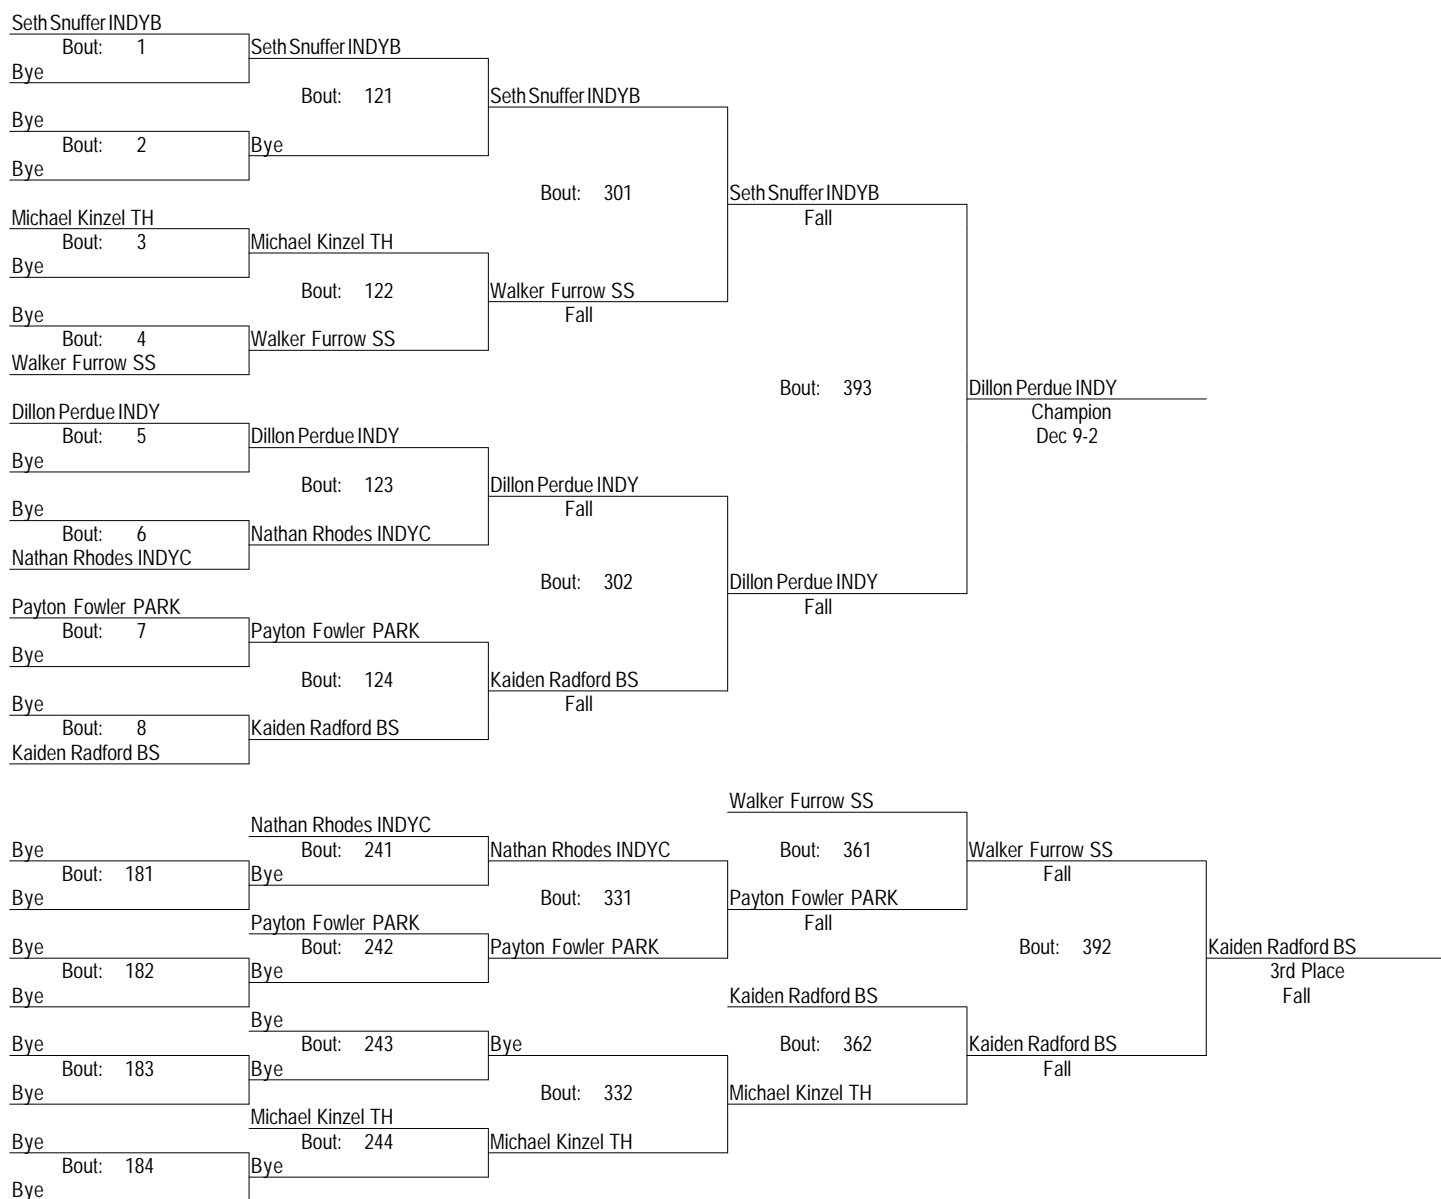 Seth Snuffer INDYB
Bout: 1
Seth Snuffer INDYB
Bye
Bout: 121
Seth Snuffer INDYB
Bye
Bout: 2
Bye
Bye
Bout: 301
Seth Snuffer INDYB
Fall
Michael Kinzel TH
Bout: 3
Michael Kinzel TH
Bye
Bout: 122
Walker Furrow SS
Fall
Bye
Bout: 4
Walker Furrow SS
Walker Furrow SS
Bout: 393
Dillon Perdue INDY
Champion
Dec 9-2
Dillon Perdue INDY
Bout: 5
Dillon Perdue INDY
Bye
Bout: 123
Dillon Perdue INDY
Fall
Bye
Bout: 6
Nathan Rhodes INDYC
Nathan Rhodes INDYC
Bout: 302
Dillon Perdue INDY
Fall
Payton Fowler PARK
Bout: 7
Payton Fowler PARK
Bye
Bout: 124
Kaiden Radford BS
Fall
Bye
Bout: 8
Kaiden Radford BS
Kaiden Radford BS
Walker Furrow SS
Nathan Rhodes INDYC
Bye
Bout: 241
Nathan Rhodes INDYC
Bout: 361
Walker Furrow SS
Fall
Bout: 181
Bye
Bye
Bout: 331
Payton Fowler PARK
Fall
Payton Fowler PARK
Bye
Bout: 242
Payton Fowler PARK
Bout: 392
Kaiden Radford BS
3rd Place
Fall
Bout: 182
Bye
Bye
Kaiden Radford BS
Bye
Bye
Bout: 243
Bye
Bout: 362
Kaiden Radford BS
Fall
Bout: 183
Bye
Bye
Bout: 332
Michael Kinzel TH
Michael Kinzel TH
Bye
Bout: 244
Michael Kinzel TH
Bout: 184
Bye
Bye